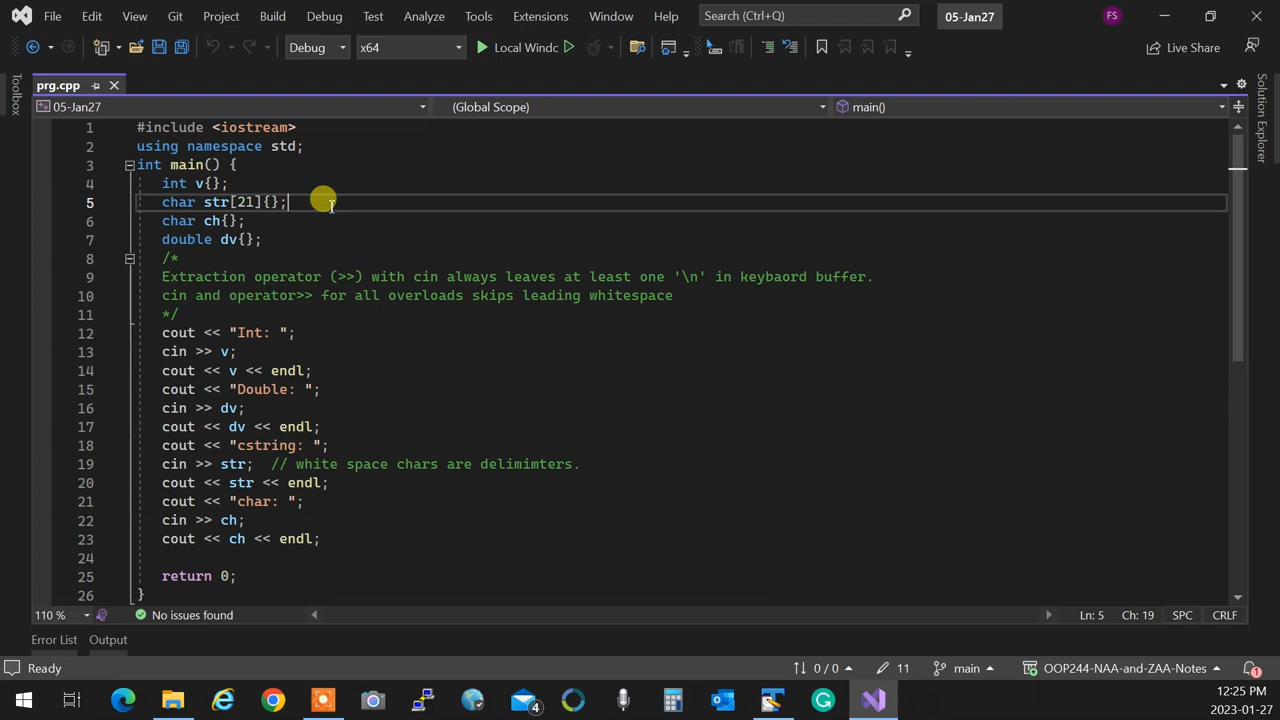 File Edit View Git Project Build Debug Test Analyze Tools Extensions Window Help Search (Ctrl+Q) 05-Jan27 FS
Debug x64 Local Windc Live Share
prg.cpp
05-Jan27 (Global Scope) main()
Toolbox
Solution Explorer
1 #include <iostream>
2 using namespace std;
3 int main() {
4 int v{};
5 char str[21]{};
6 char ch{};
7 double dv{};
8 /*
9 Extraction operator (>>) with cin always leaves at least one '\n' in keybaord buffer.
10 cin and operator>> for all overloads skips leading whitespace
11 */
12 cout << "Int: ";
13 cin >> v;
14 cout << v << endl;
15 cout << "Double: ";
16 cin >> dv;
17 cout << dv << endl;
18 cout << "cstring: ";
19 cin >> str; // white space chars are delimimters.
20 cout << str << endl;
21 cout << "char: ";
22 cin >> ch;
23 cout << ch << endl;
24
25 return 0;
26 }
110 % No issues found Ln: 5 Ch: 19 SPC CRLF
Error List Output
Ready 0 / 0 11 main OOP244-NAA-and-ZAA-Notes 1
4
12:25 PM
2023-01-27